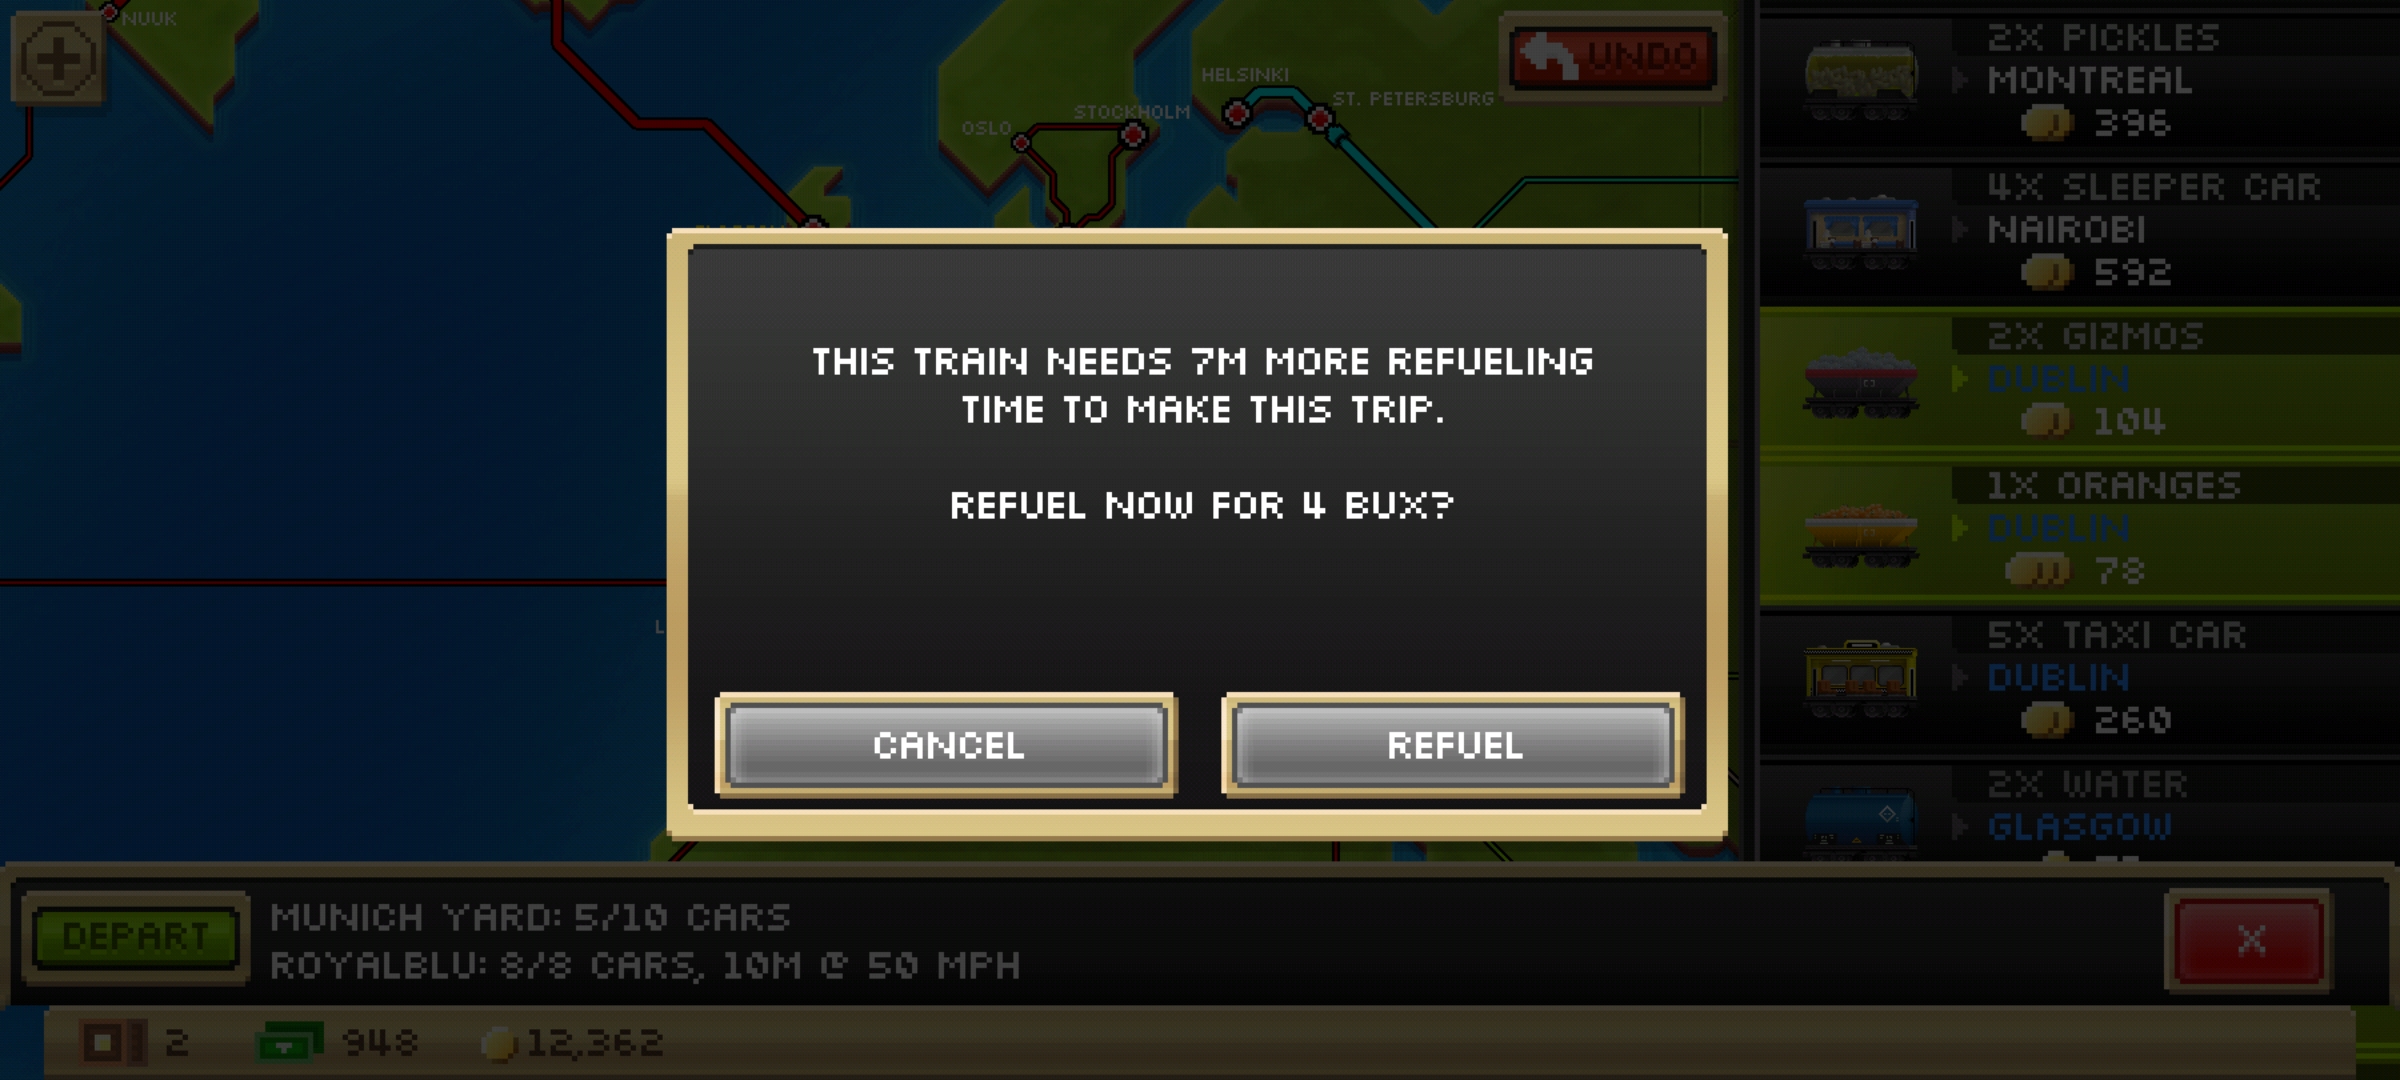 NUUK
HELSINKI
STOCKHOLM
OSLO
ST. PETERSBURG
UNDO
2X PICKLES
MONTREAL
396
4X SLEEPER CAR
NAIROBI
592
2X GIZMOS
DUBLIN
104
1X ORANGES
DUBLIN
78
5X TAXI CAR
DUBLIN
260
2X WATER
GLASGOW
THIS TRAIN NEEDS 7M MORE REFUELING
TIME TO MAKE THIS TRIP.
REFUEL NOW FOR 4 BUX?
CANCEL
REFUEL
DEPART
MUNICH YARD: 5/10 CARS
ROYALBLU: 8/8 CARS, 10M @ 50 MPH
X
2
948
12,362